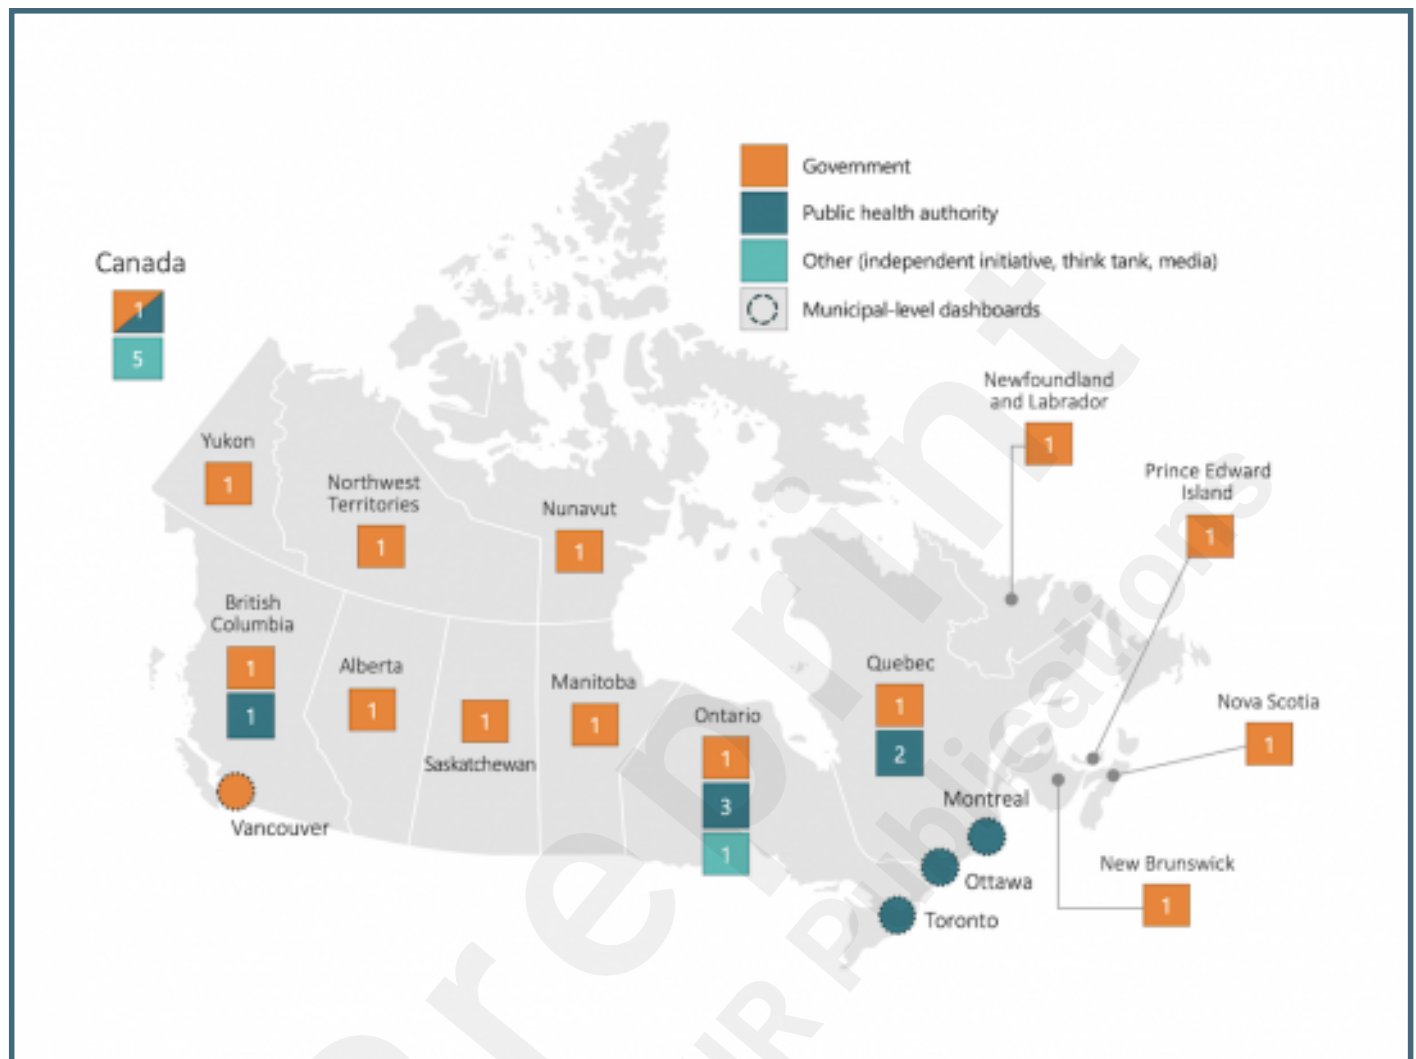 Government
Public health authority
Other (independent initiative, think tank, media)
Municipal-level dashboards
Canada
1
5
Newfoundland
and Labrador
1
Yukon
1
Northwest
Territories
1
Nunavut
1
Prince Edward
Island
1
British
Columbia
1
1
Alberta
1
1
Saskatchewan
Manitoba
1
Ontario
1
3
1
Quebec
1
2
Nova Scotia
1
Vancouver
Montreal
Ottawa
Toronto
New Brunswick
1
Preprint
JMIR Publications